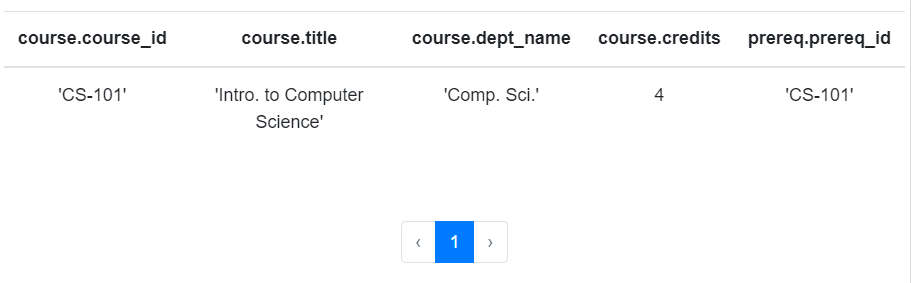 course.course_id course.title course.dept_name course.credits prereq.prereq_id
'CS-101' 'Intro. to Computer 'Comp. Sci.' 4 'CS-101'
Science'
‹ 1 ›